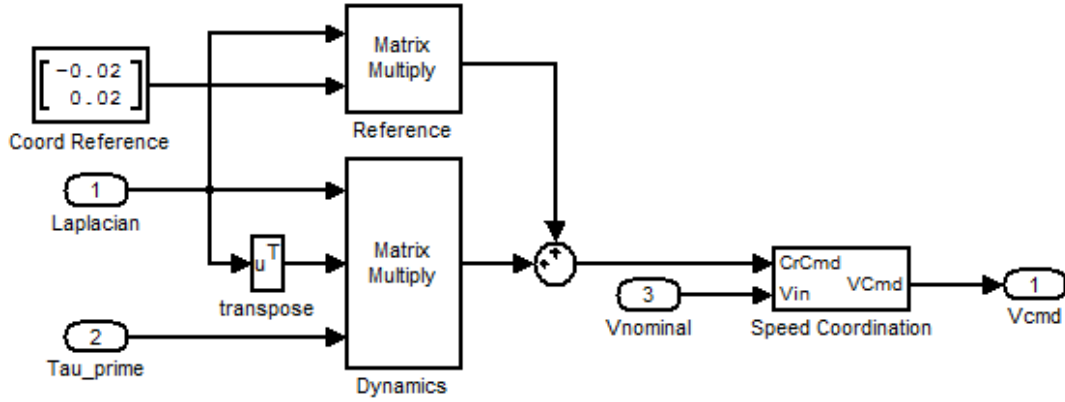 Matrix
Multiply
Reference
-0.02
0.02
Coord Reference
1
Laplacian
u T
transpose
2
Tau_prime
Matrix
Multiply
Dynamics
+
+
3
Vnominal
CrCmd
Vin
VCmd
Speed Coordination
1
Vcmd